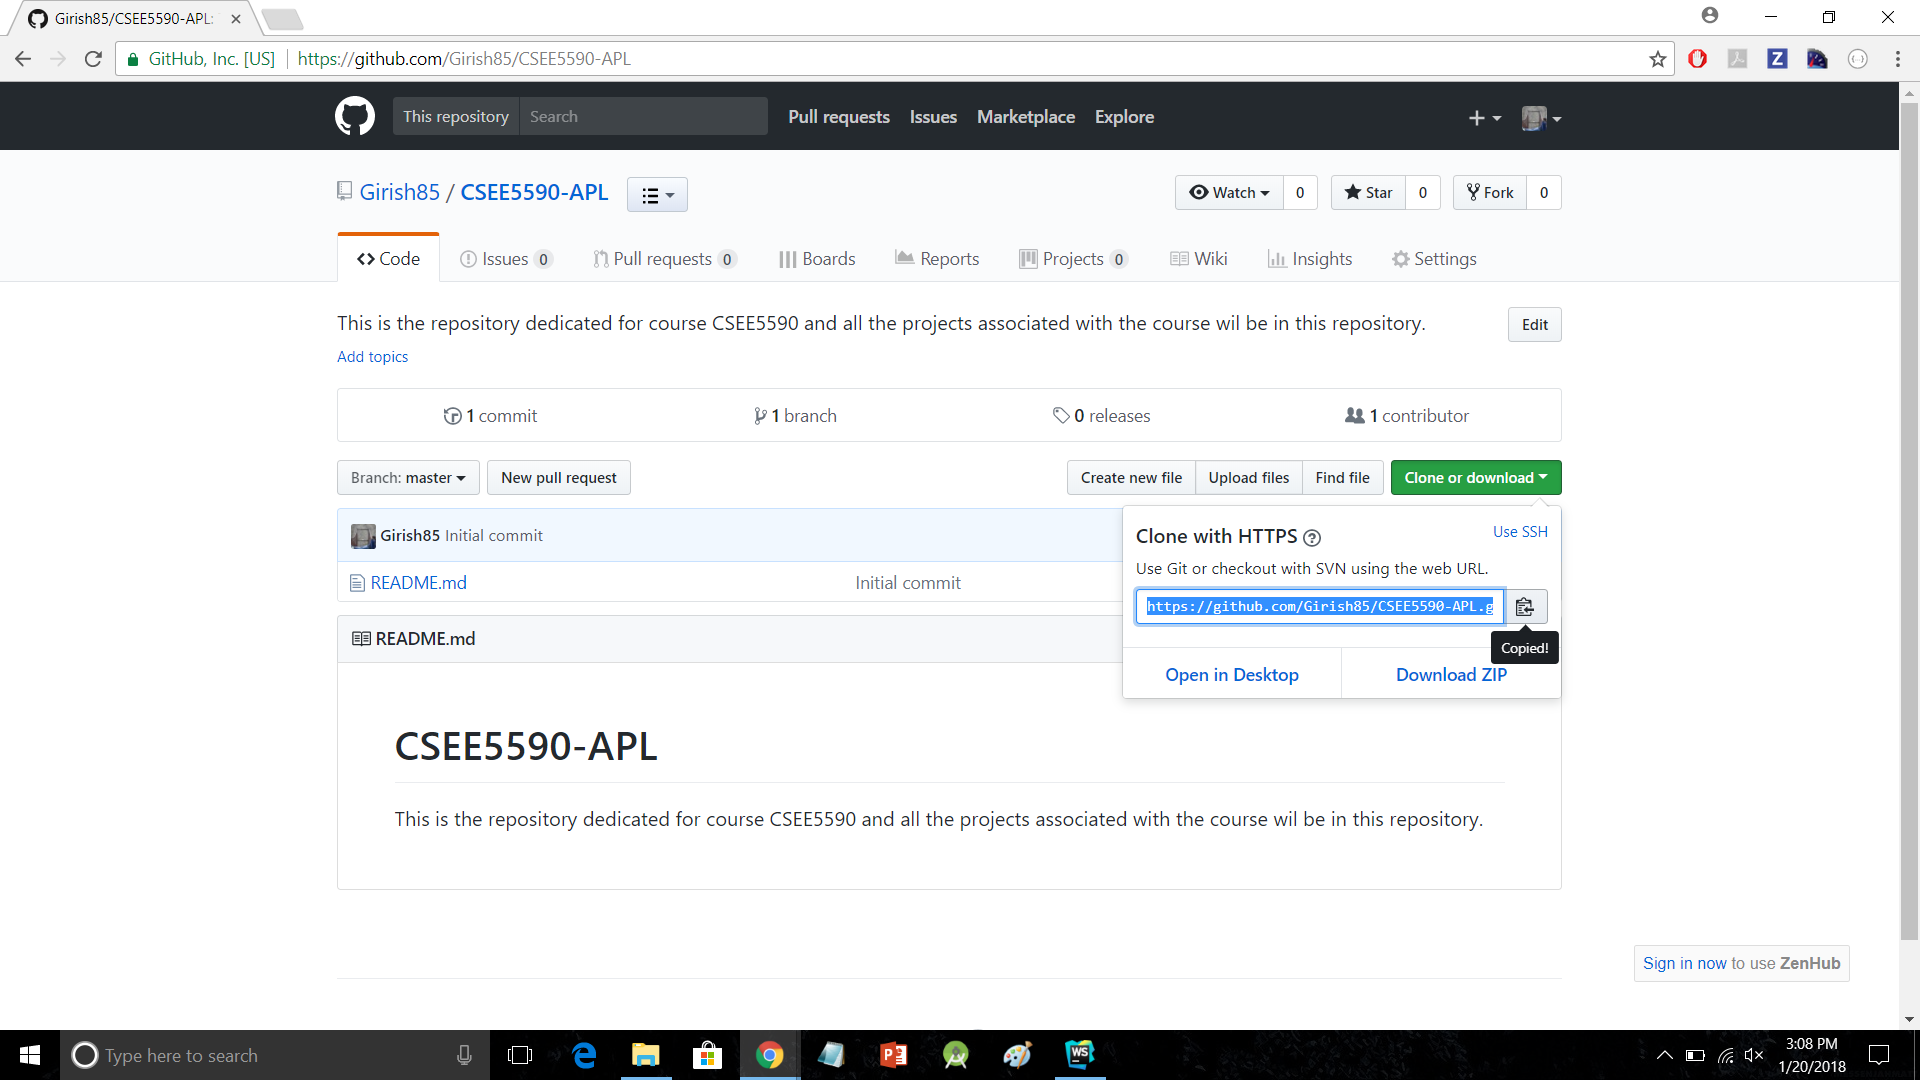 Girish85/CSEE5590-APL:
GitHub, Inc. [US] https://github.com/Girish85/CSEE5590-APL
This repository Search Pull requests Issues Marketplace Explore
Girish85 / CSEE5590-APL
Watch 0 Star 0 Fork 0
Code Issues 0 Pull requests 0 Boards Reports Projects 0 Wiki Insights Settings
This is the repository dedicated for course CSEE5590 and all the projects associated with the course wil be in this repository.
Edit
Add topics
1 commit 1 branch 0 releases 1 contributor
Branch: master New pull request Create new file Upload files Find file Clone or download
Girish85 Initial commit
README.md Initial commit
Clone with HTTPS ? Use SSH
Use Git or checkout with SVN using the web URL.
https://github.com/Girish85/CSEE5590-APL.g
Copied!
Open in Desktop Download ZIP
README.md
CSEE5590-APL
This is the repository dedicated for course CSEE5590 and all the projects associated with the course wil be in this repository.
Sign in now to use ZenHub
Type here to search
WS
3:08 PM
1/20/2018